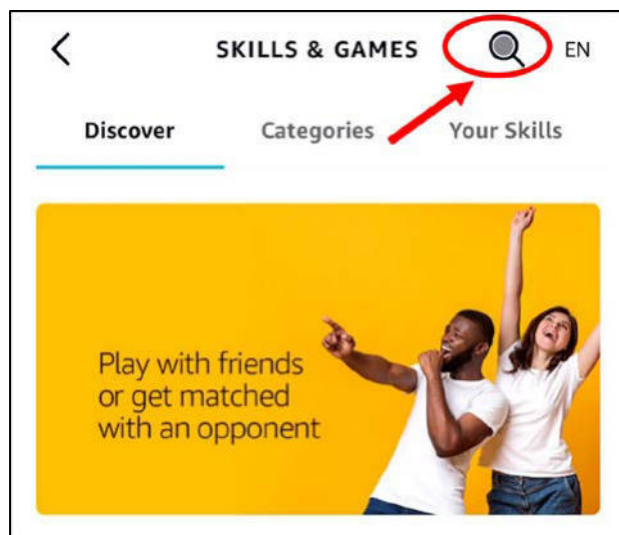 SKILLS & GAMES EN
Discover Categories Your Skills
Play with friends
or get matched
with an opponent